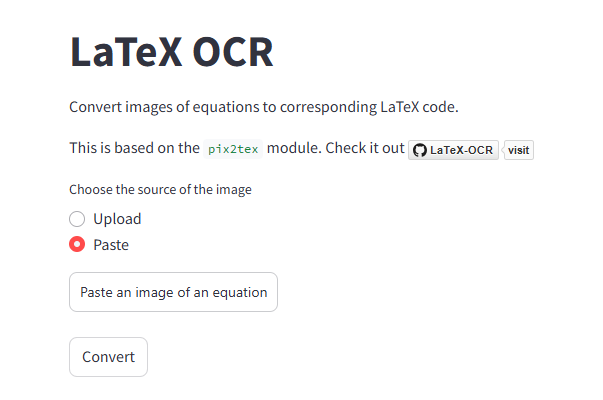 LaTeX OCR
Convert images of equations to corresponding LaTeX code.
This is based on the pix2tex module. Check it out LaTeX-OCR visit
Choose the source of the image
Upload
Paste
Paste an image of an equation
Convert